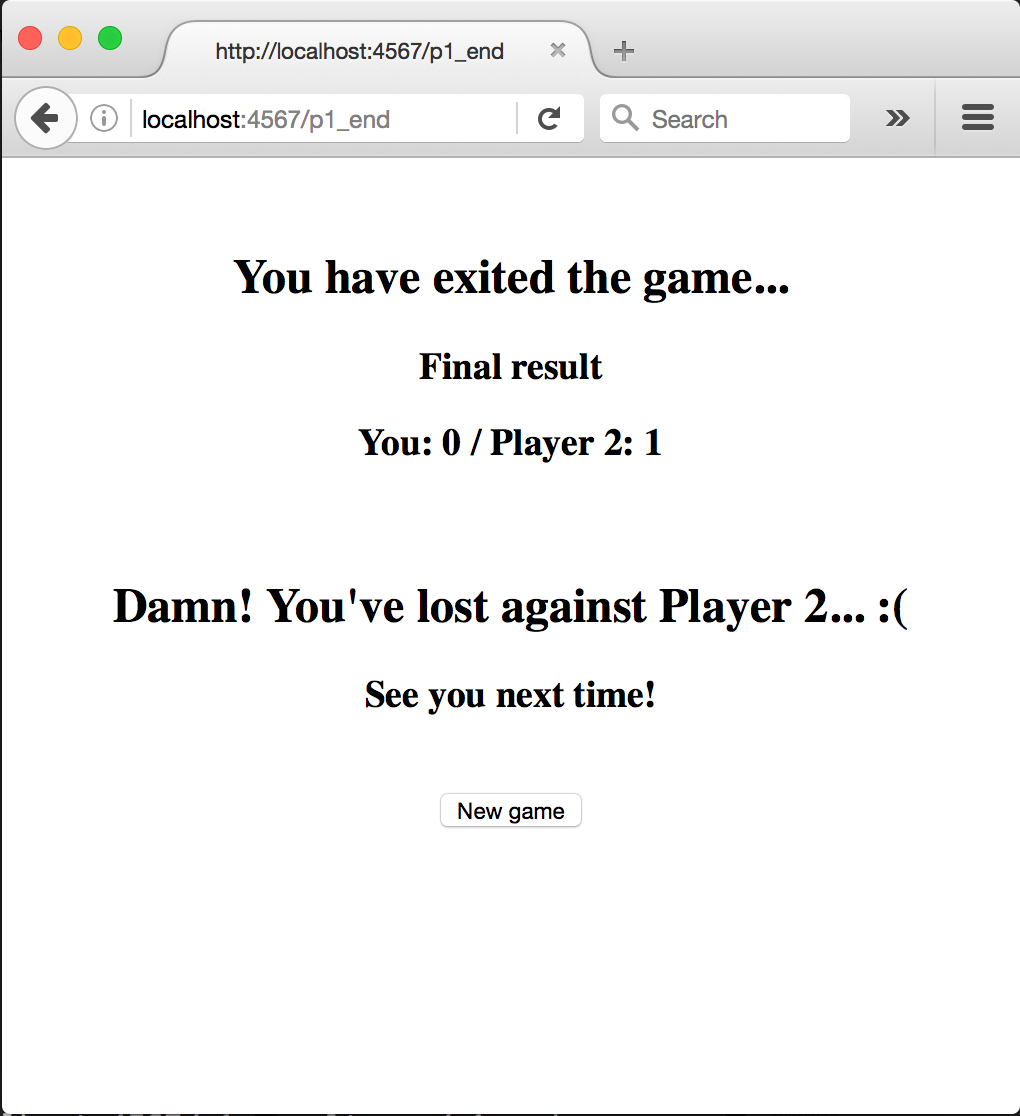 http://localhost:4567/p1_end
localhost:4567/p1_end
Search
You have exited the game...
Final result
You: 0 / Player 2: 1
Damn! You've lost against Player 2... :(
See you next time!
New game